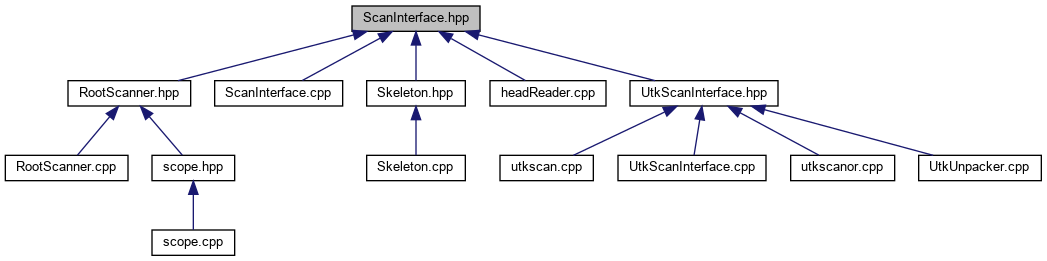 ScanInterface.hpp
RootScanner.hpp
ScanInterface.cpp
Skeleton.hpp
headReader.cpp
UtkScanInterface.hpp
RootScanner.cpp
scope.hpp
Skeleton.cpp
utkscan.cpp
UtkScanInterface.cpp
utkscanor.cpp
UtkUnpacker.cpp
scope.cpp